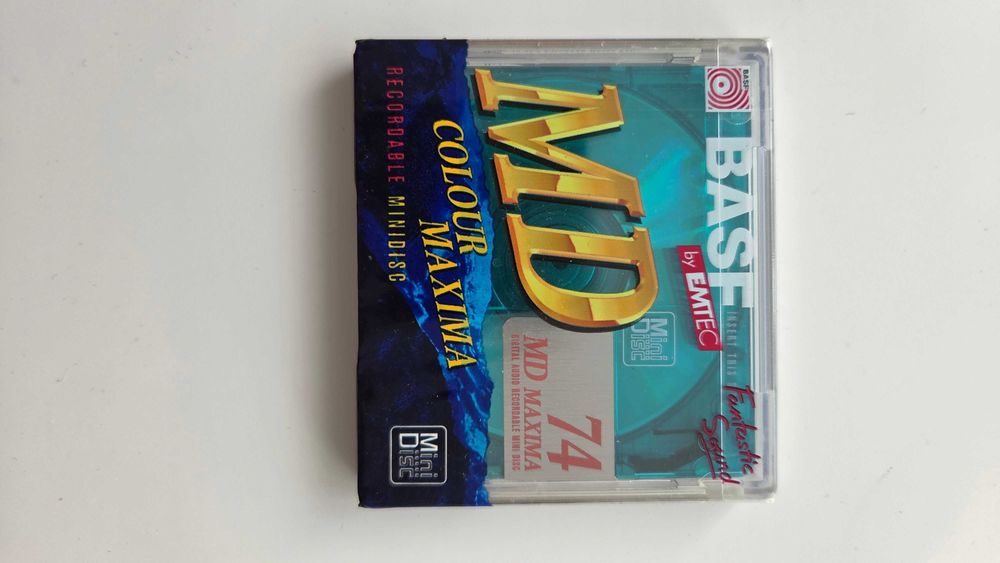 BASF
BASF
by EMTEC
INSERT THIS
Fantastic
Sound
MD
Mini
Disc
74
MD MAXIMA
DIGITAL AUDIO RECORDABLE MINI DISC
COLOUR
MAXIMA
RECORDABLE MINIDISC
Mini
Disc